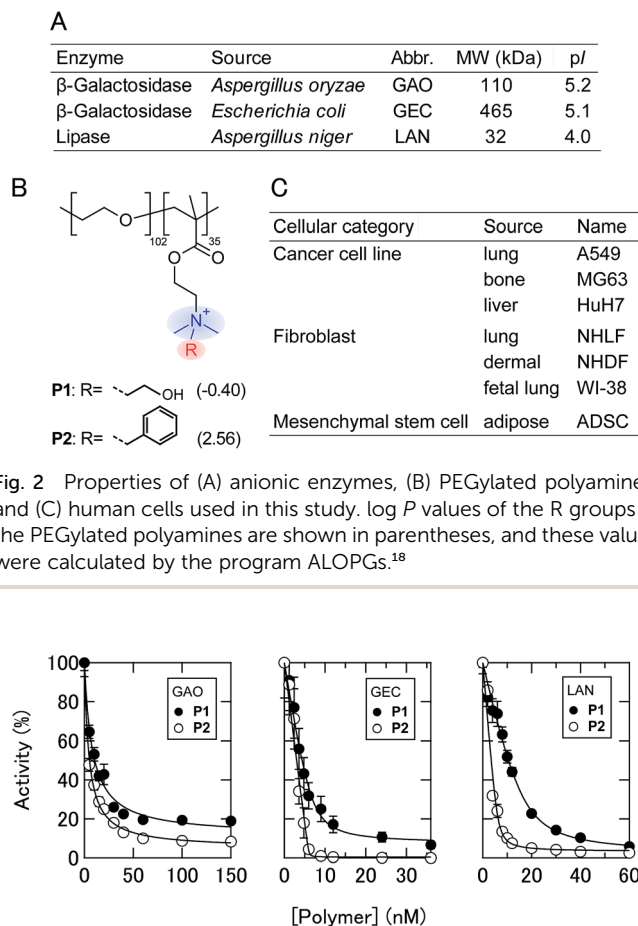 A
Enzyme Source Abbr. MW (kDa) pI
β-Galactosidase Aspergillus oryzae GAO 110 5.2
β-Galactosidase Escherichia coli GEC 465 5.1
Lipase Aspergillus niger LAN 32 4.0
B
O
102
35
O
O
N+
R
P1: R= OH (-0.40)
P2: R= (2.56)
C
Cellular category Source Name
Cancer cell line lung A549
bone MG63
liver HuH7
Fibroblast lung NHLF
dermal NHDF
fetal lung WI-38
Mesenchymal stem cell adipose ADSC
Fig. 2 Properties of (A) anionic enzymes, (B) PEGylated polyamine
and (C) human cells used in this study. log P values of the R groups
the PEGylated polyamines are shown in parentheses, and these valu
were calculated by the program ALOPGs.18
Activity (%)
100
80
60
40
20
0
GAO
P1
P2
0 50 100 150
GEC
P1
P2
0 10 20 30
LAN
P1
P2
0 20 40 60
[Polymer] (nM)